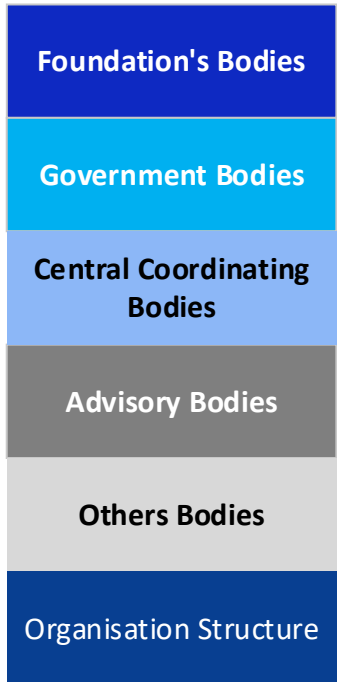 Foundation's Bodies
Government Bodies
Central Coordinating
Bodies
Advisory Bodies
Others Bodies
Organisation Structure